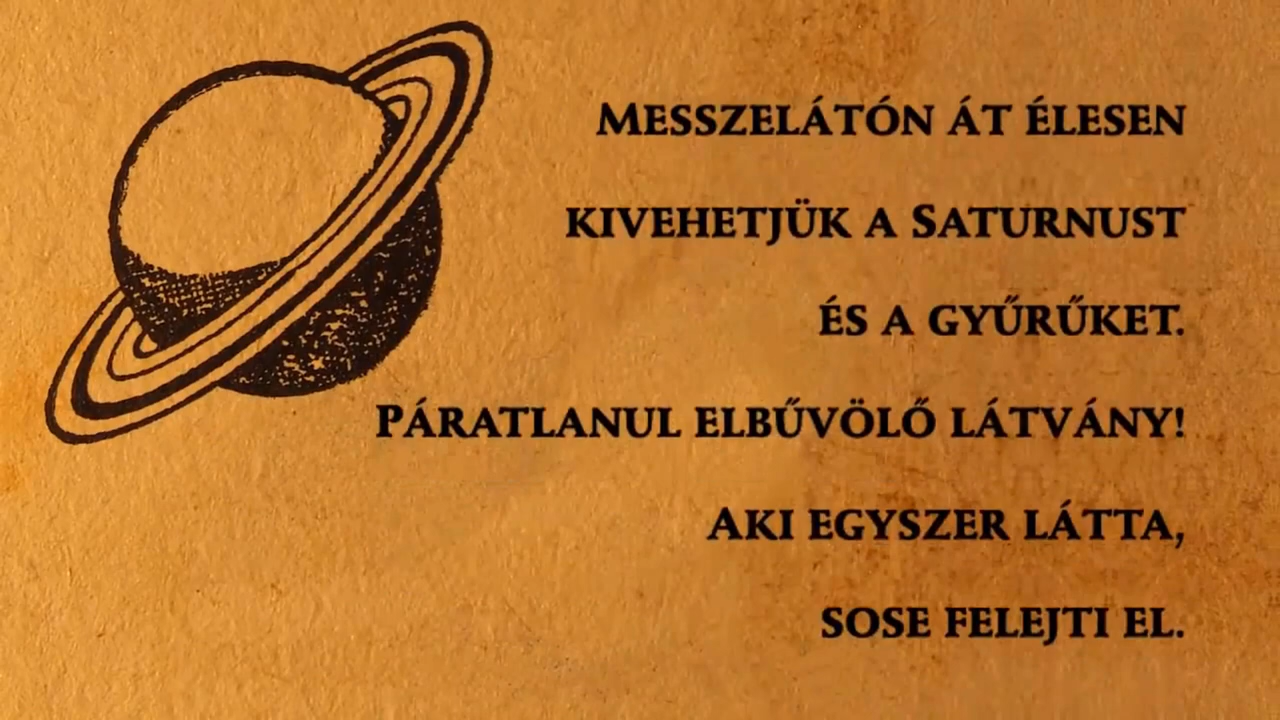 Messzelátón át élesen
kivehetjük a Saturnust
és a gyűrűket.
Páratlanul elbűvölő látvány!
Aki egyszer látta,
sose felejti el.